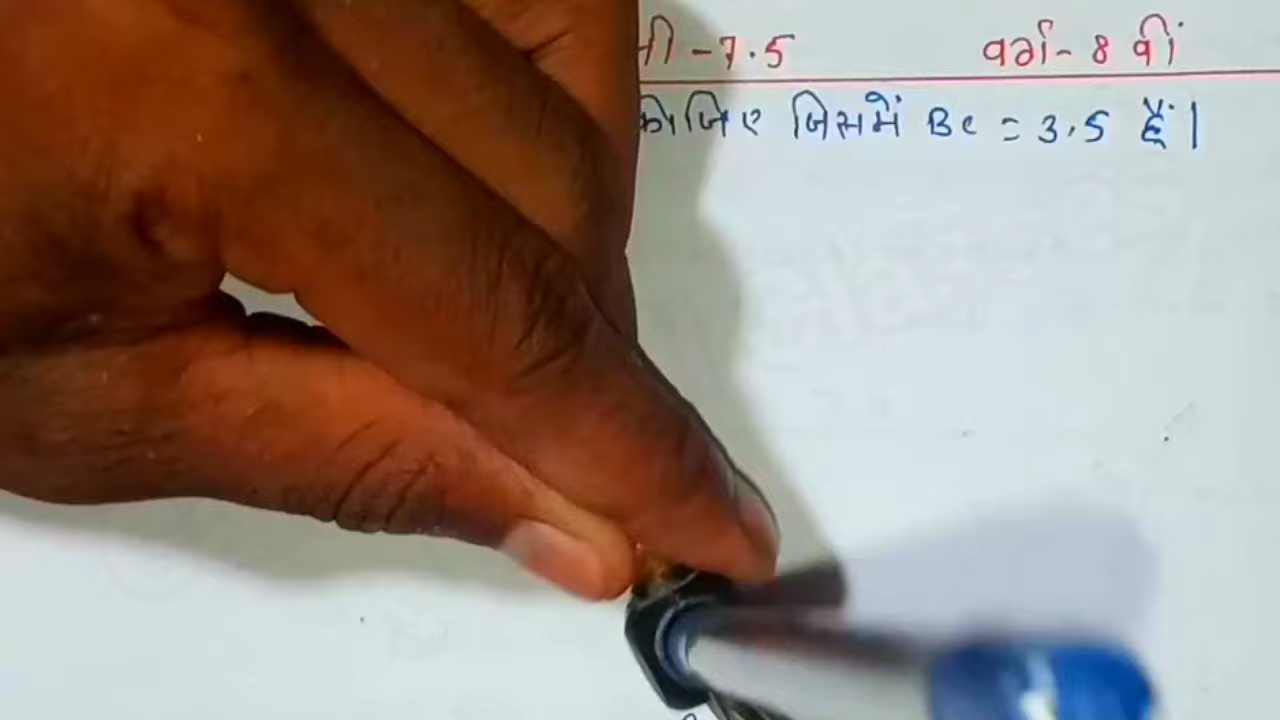 - 7.5 वर्ग - 8 वीं
कीजिए जिसमें BC = 3.5 हैं।